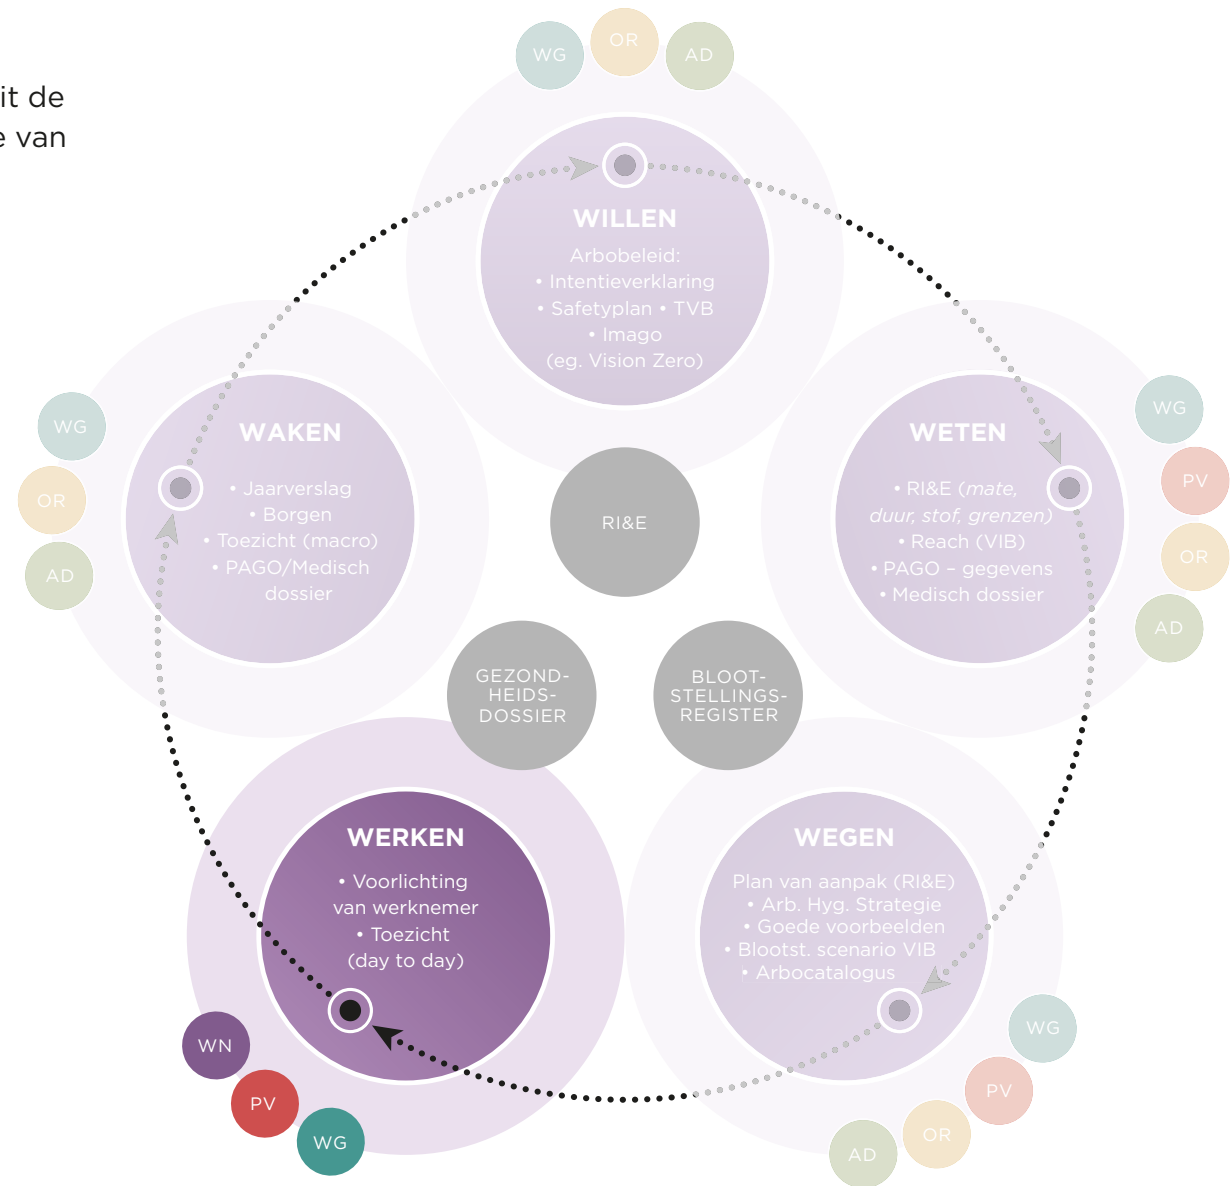 it de
e van
WG
OR
AD
WILLEN
Arbobeleid:
• Intentieverklaring
• Safetyplan • TVB
• Imago
(eg. Vision Zero)
WG
OR
AD
WAKEN
• Jaarverslag
• Borgen
• Toezicht (macro)
• PAGO/Medisch
dossier
RI&E
WETEN
• RI&E (mate,
duur, stof, grenzen)
• Reach (VIB)
• PAGO – gegevens
• Medisch dossier
WG
PV
OR
AD
GEZOND-
HEIDS-
DOSSIER
BLOOT-
STELLINGS-
REGISTER
WERKEN
• Voorlichting
van werknemer
• Toezicht
(day to day)
WN
PV
WG
WEGEN
Plan van aanpak (RI&E)
• Arb. Hyg. Strategie
• Goede voorbeelden
• Blootst. scenario VIB
• Arbocatalogus
WG
PV
OR
AD